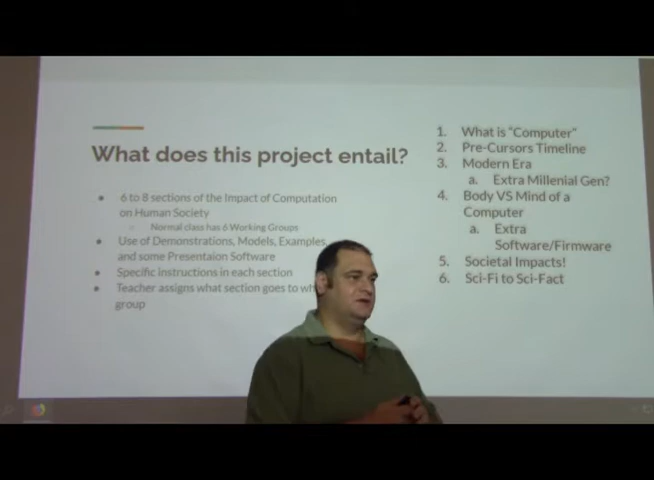 What does this project entail?
6 to 8 sections of the Impact of Computation
on Human Society
Normal class has 6 Working Groups
Use of Demonstrations, Models, Examples,
and some Presentaion Software
Specific instructions in each section
Teacher assigns what section goes to
group
1. What is "Computer"
2. Pre-Cursors Timeline
3. Modern Era
a. Extra Millenial Gen?
4. Body VS Mind of a
Computer
a. Extra
Software/Firmware
5. Societal Impacts!
6. Sci-Fi to Sci-Fact